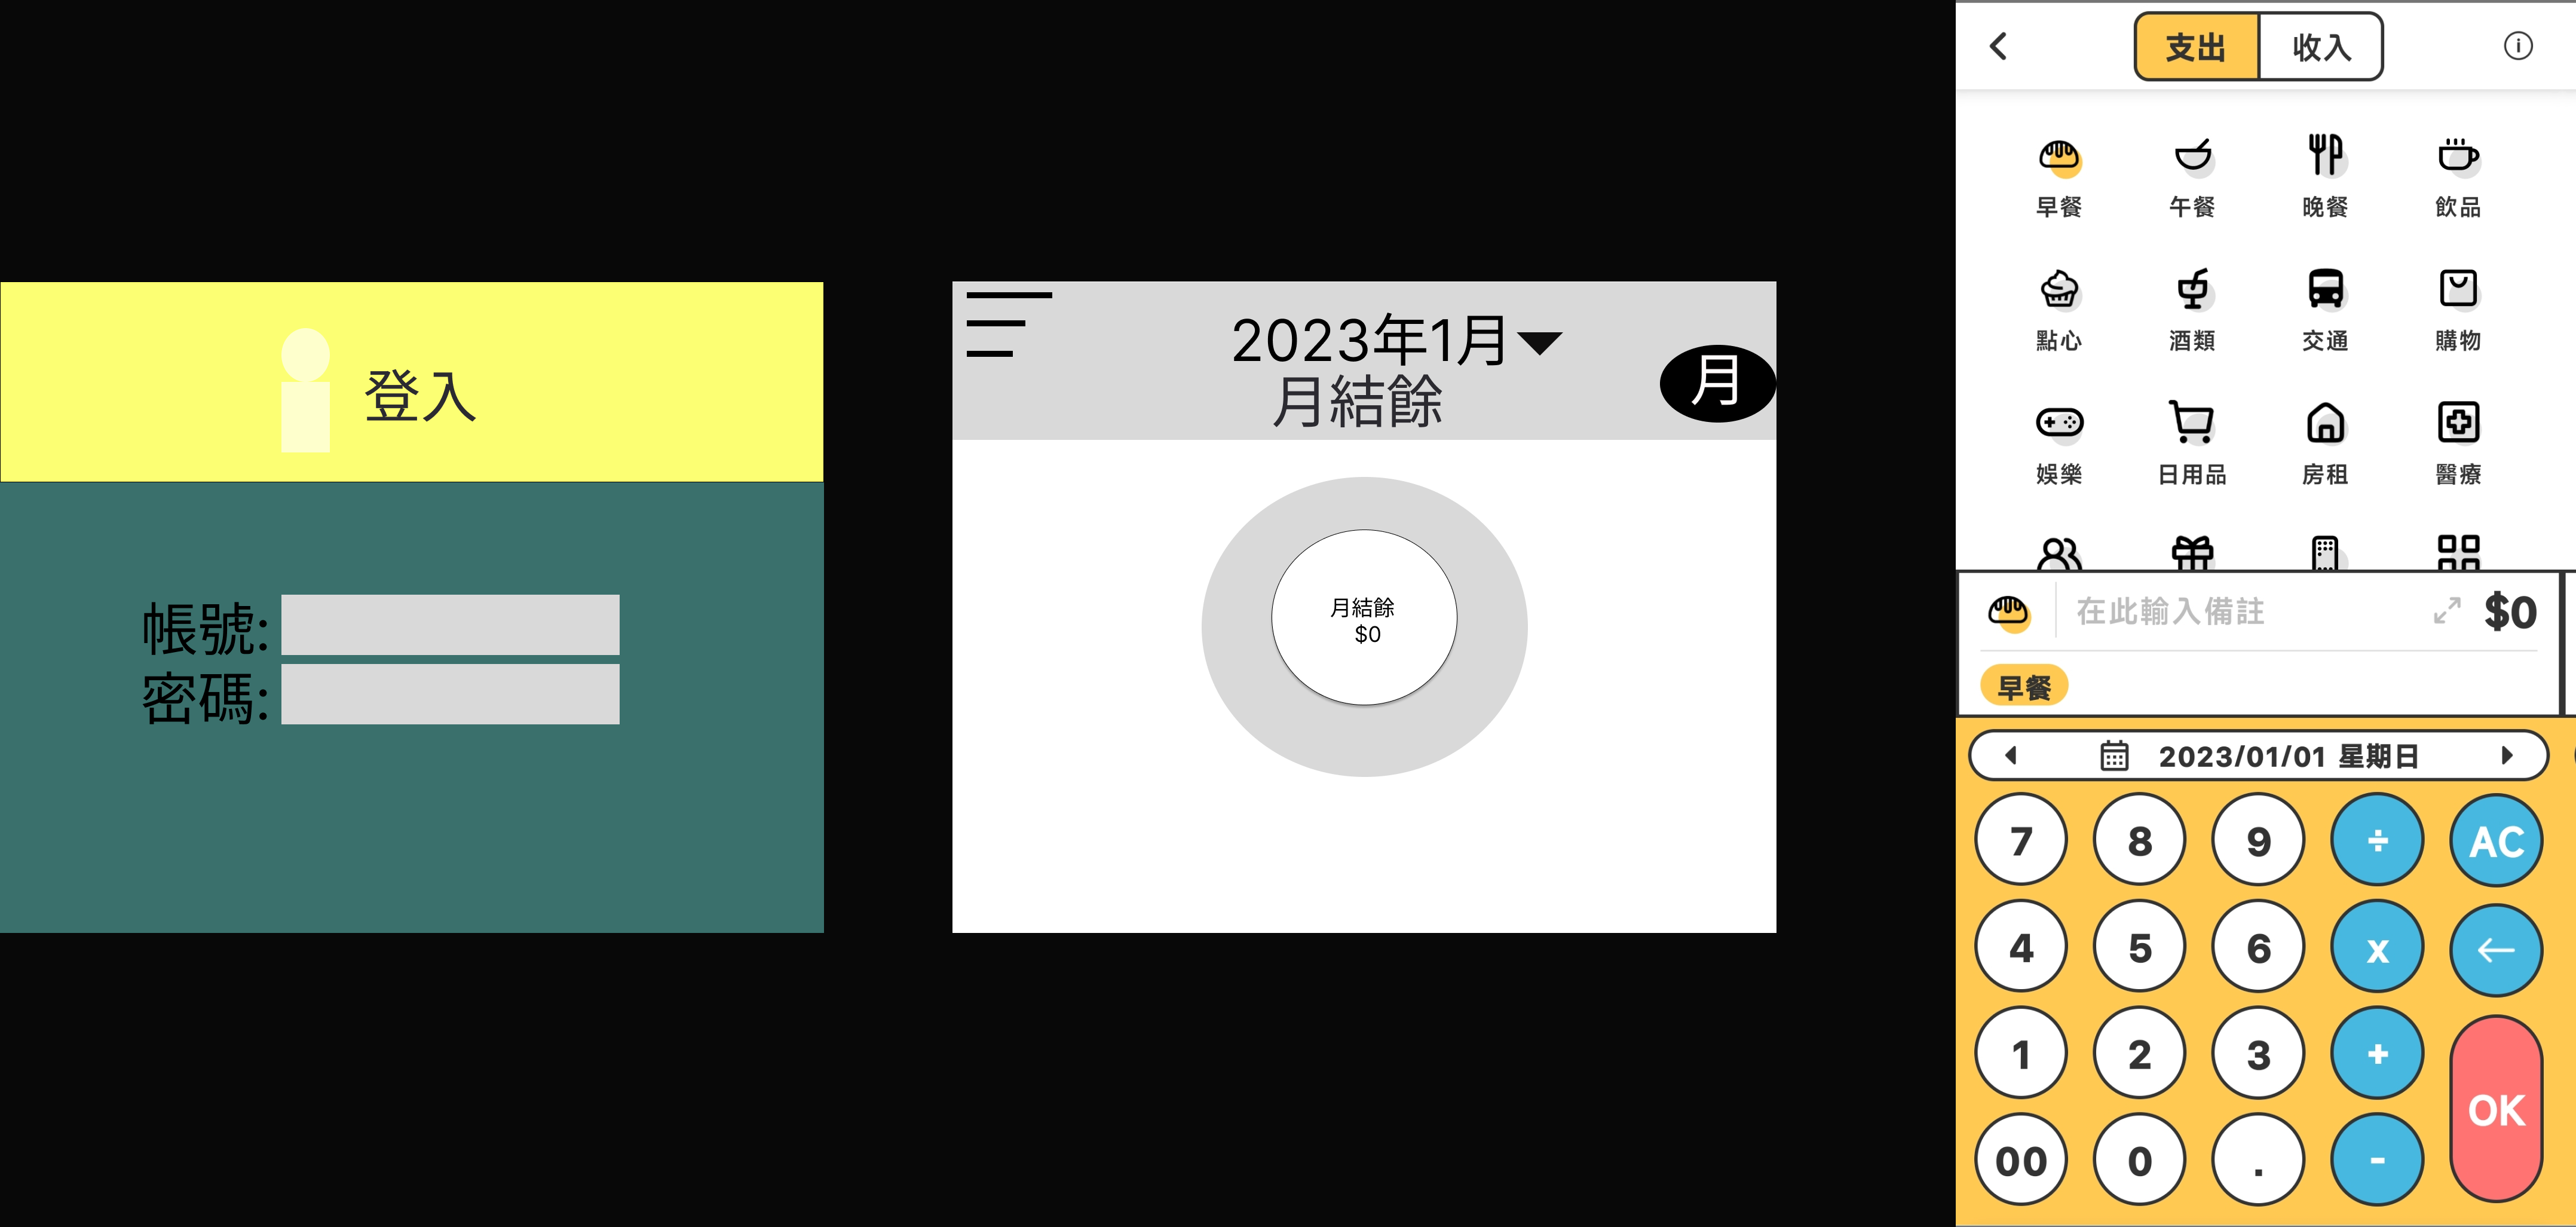 登入
帳號:
密碼:
2023年1月
月結餘
月
月結餘
$0
支出 收入
早餐 午餐 晚餐 飲品
點心 酒類 交通 購物
娛樂 日用品 房租 醫療
在此輸入備註 $0
早餐
2023/01/01 星期日
7 8 9 ÷ AC
4 5 6 x ←
1 2 3 +
OK
00 0 . -